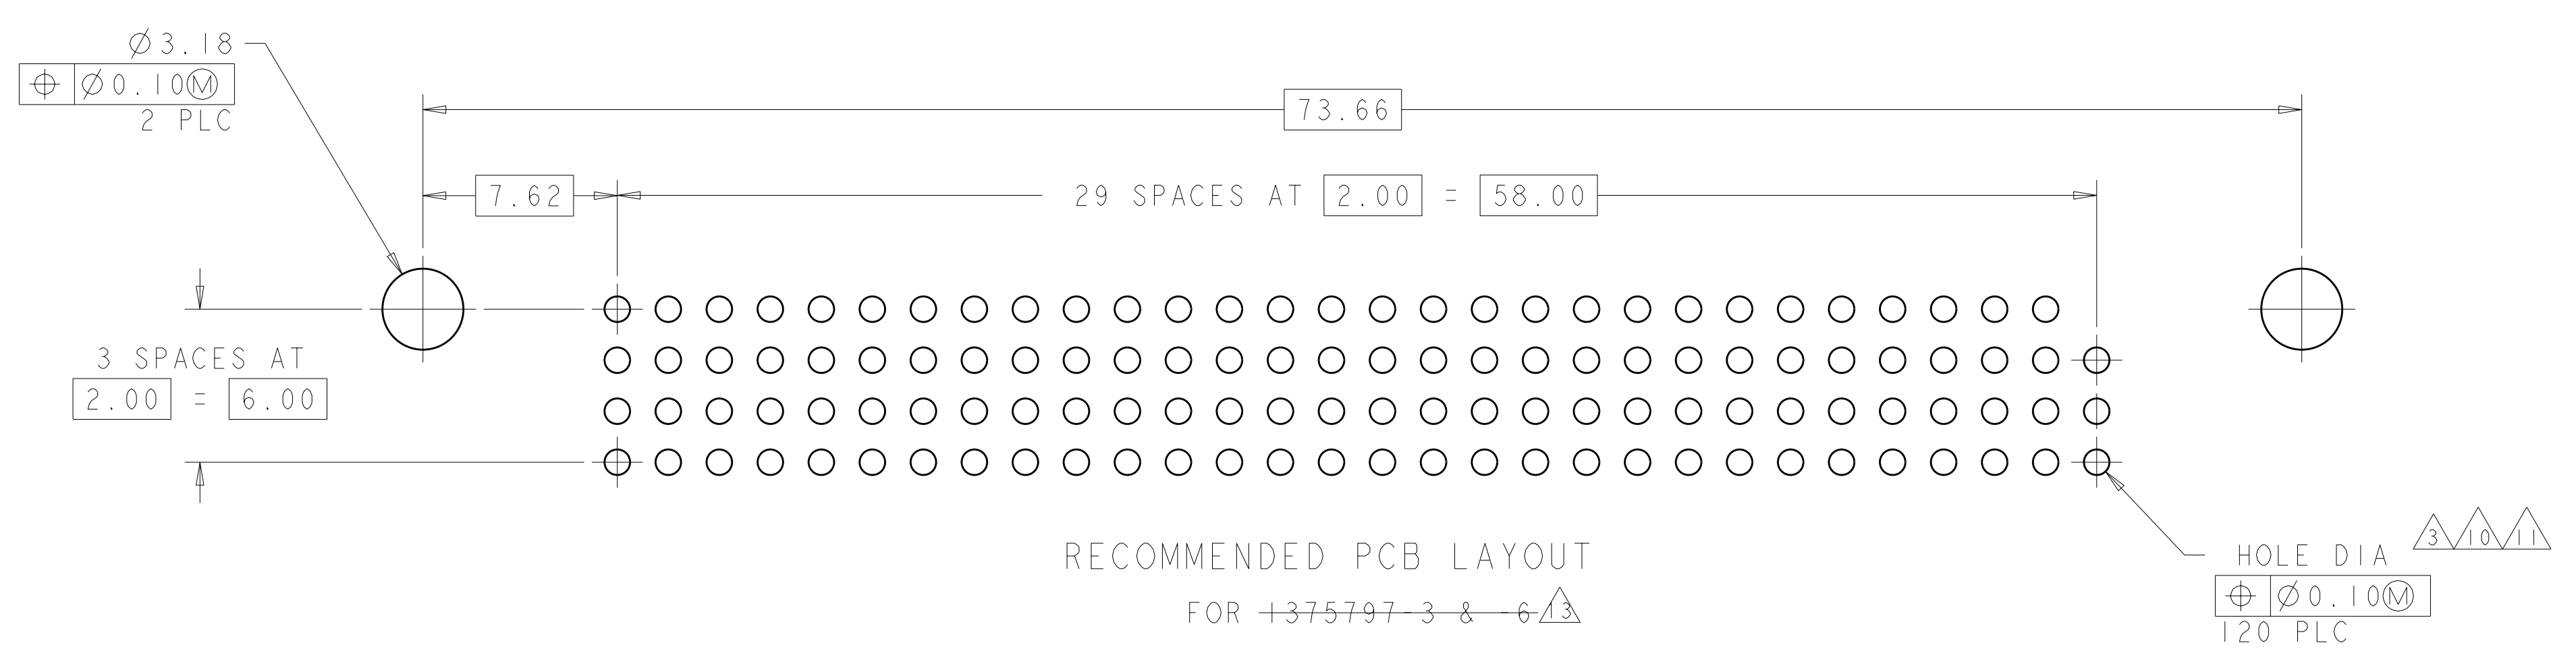 Ø3.18
⌖ Ø0.10Ⓜ
2 PLC
73.66
7.62
29 SPACES AT 2.00 = 58.00
3 SPACES AT
2.00 = 6.00
RECOMMENDED PCB LAYOUT
FOR 1375797-3 & -6 13
3 10 11
HOLE DIA
⌖ Ø0.10Ⓜ
120 PLC